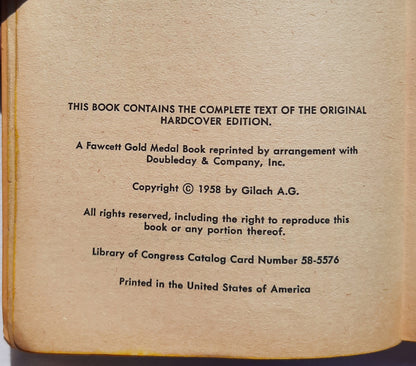 THIS BOOK CONTAINS THE COMPLETE TEXT OF THE ORIGINAL
HARDCOVER EDITION.
A Fawcett Gold Medal Book reprinted by arrangement with
Doubleday & Company, Inc.
Copyright © 1958 by Gilach A.G.
All rights reserved, including the right to reproduce this
book or any portion thereof.
Library of Congress Catalog Card Number 58-5576
Printed in the United States of America